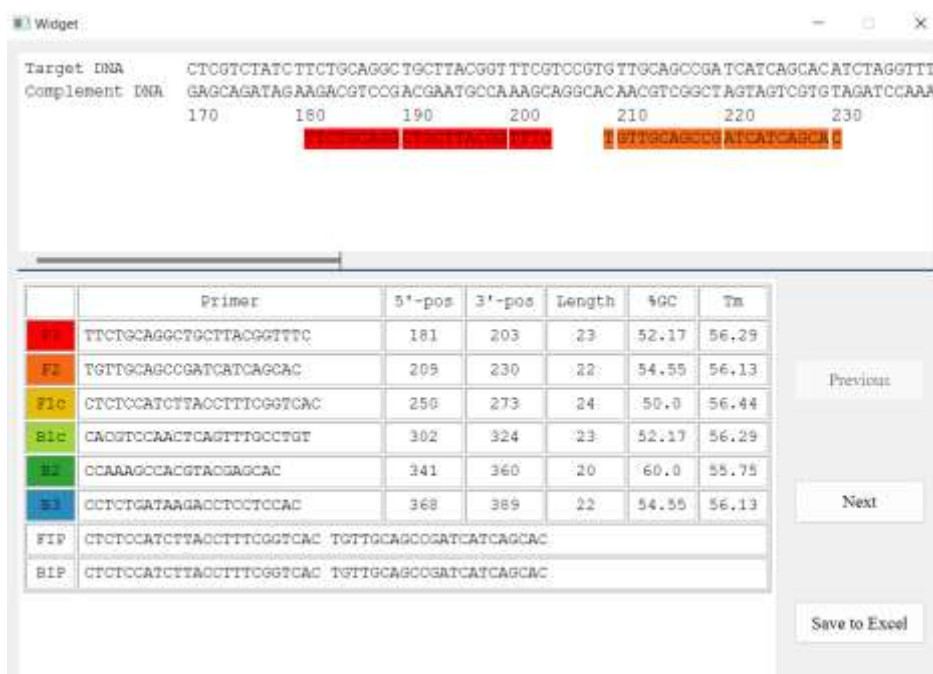 Widget
Target DNA CTCGTCTATCTTCTGCAGGCTGCTTACGGTTTCGTCCGTGTTGCAGCCGATCATCAGCACATCTAGGTTT
Complement DNA GAGCAGATAGAAGACGTCCGACGAATGCCAAAGCAGGCACAACGTCGGCTAGTAGTCGTGTAGATCCAAA
170 180 190 200 210 220 230
TGTTGCAGCCGATCATCAGCAC
Primer 5'-pos 3'-pos Length %GC Tm
F3 TTCTGCAGGCTGCTTACGGTTTC 181 203 23 52.17 56.29
F2 TGTTGCAGCCGATCATCAGCAC 209 230 22 54.55 56.13
F1c CTCTCCATCTTACCTTTCGGTCAC 250 273 24 50.0 56.44
B1c CACGTCCAACTCAGTTTGCCTGT 302 324 23 52.17 56.29
B2 CCAAAGCCACGTACGAGCAC 341 360 20 60.0 55.75
B3 CCTCTGATAAGACCTCCTCCAC 368 389 22 54.55 56.13
FIP CTCTCCATCTTACCTTTCGGTCAC TGTTGCAGCCGATCATCAGCAC
BIP CTCTCCATCTTACCTTTCGGTCAC TGTTGCAGCCGATCATCAGCAC
Previous
Next
Save to Excel